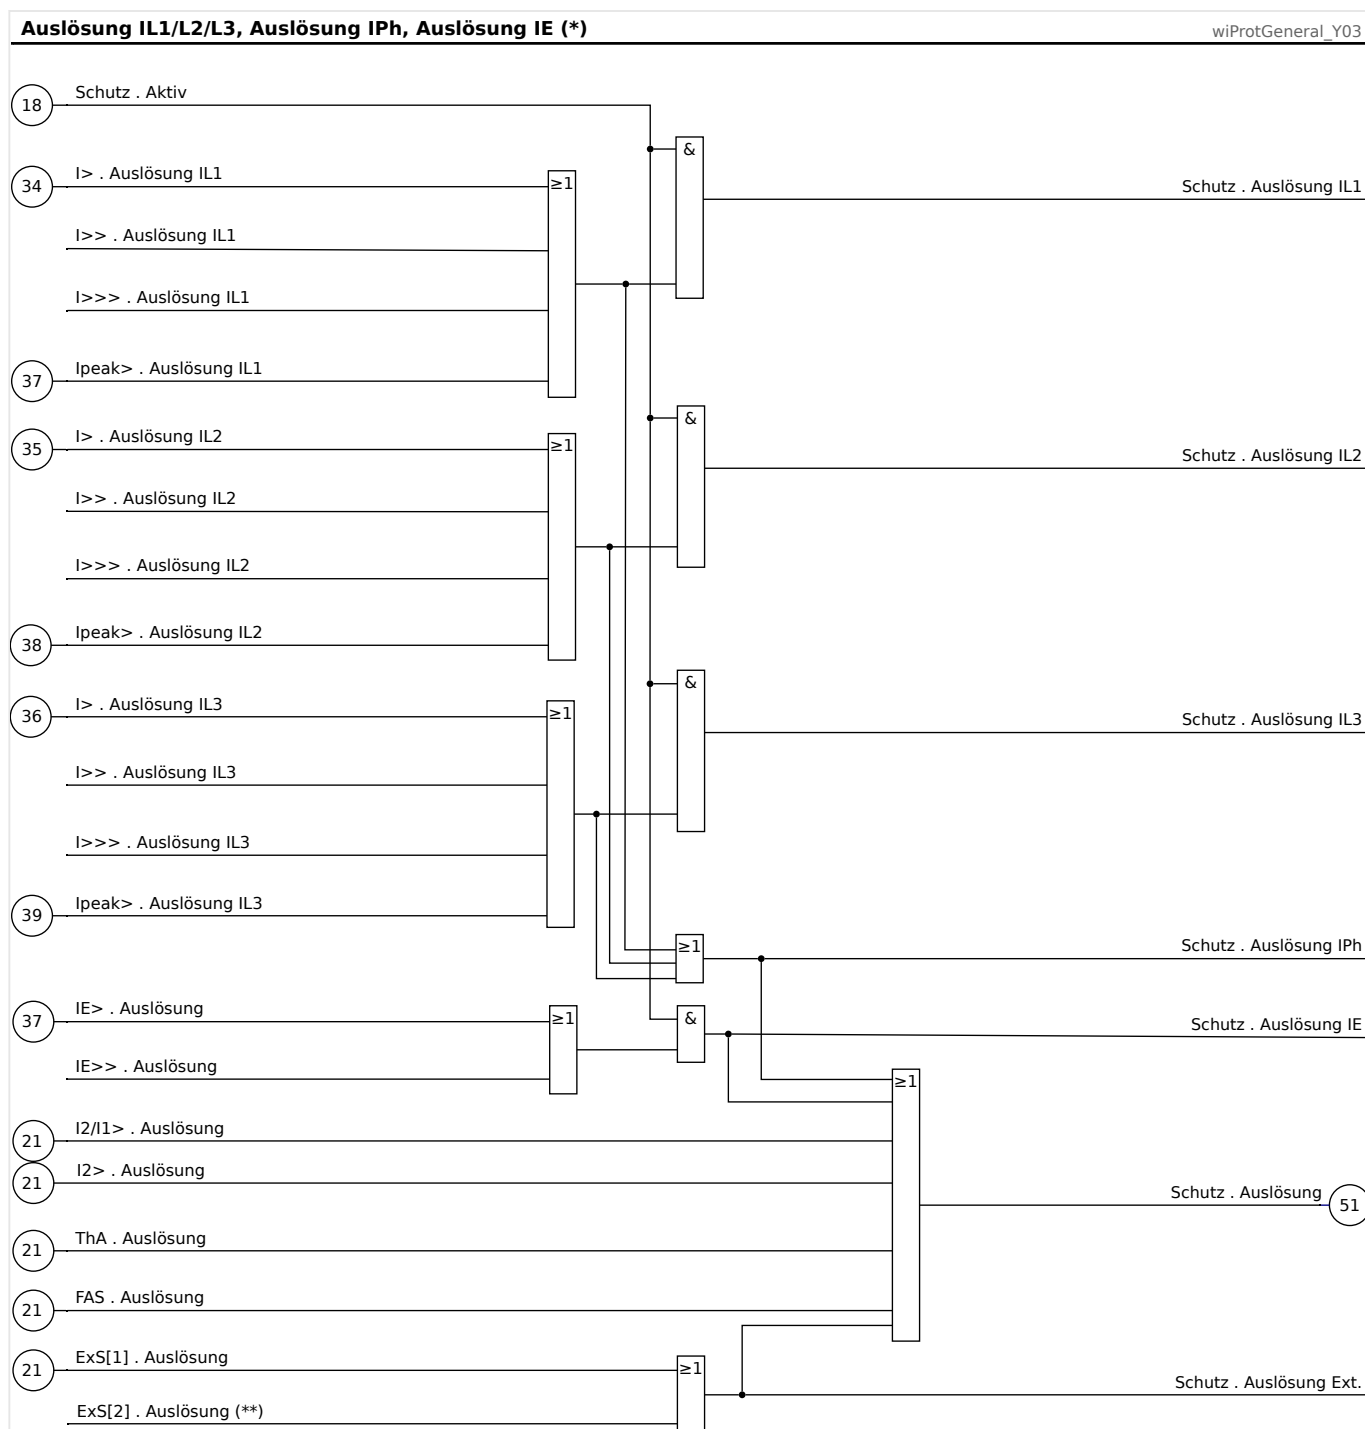 Auslösung IL1/L2/L3, Auslösung IPh, Auslösung IE (*)
wiProtGeneral_Y03
18
Schutz . Aktiv
&
34
I> . Auslösung IL1
≥1
Schutz . Auslösung IL1
I>> . Auslösung IL1
I>>> . Auslösung IL1
37
Ipeak> . Auslösung IL1
&
35
I> . Auslösung IL2
≥1
Schutz . Auslösung IL2
I>> . Auslösung IL2
I>>> . Auslösung IL2
38
Ipeak> . Auslösung IL2
&
36
I> . Auslösung IL3
≥1
Schutz . Auslösung IL3
I>> . Auslösung IL3
I>>> . Auslösung IL3
39
Ipeak> . Auslösung IL3
≥1
Schutz . Auslösung IPh
37
IE> . Auslösung
≥1
&
Schutz . Auslösung IE
IE>> . Auslösung
≥1
21
I2/I1> . Auslösung
21
I2> . Auslösung
Schutz . Auslösung
51
21
ThA . Auslösung
21
FAS . Auslösung
21
ExS[1] . Auslösung
≥1
Schutz . Auslösung Ext.
ExS[2] . Auslösung (**)